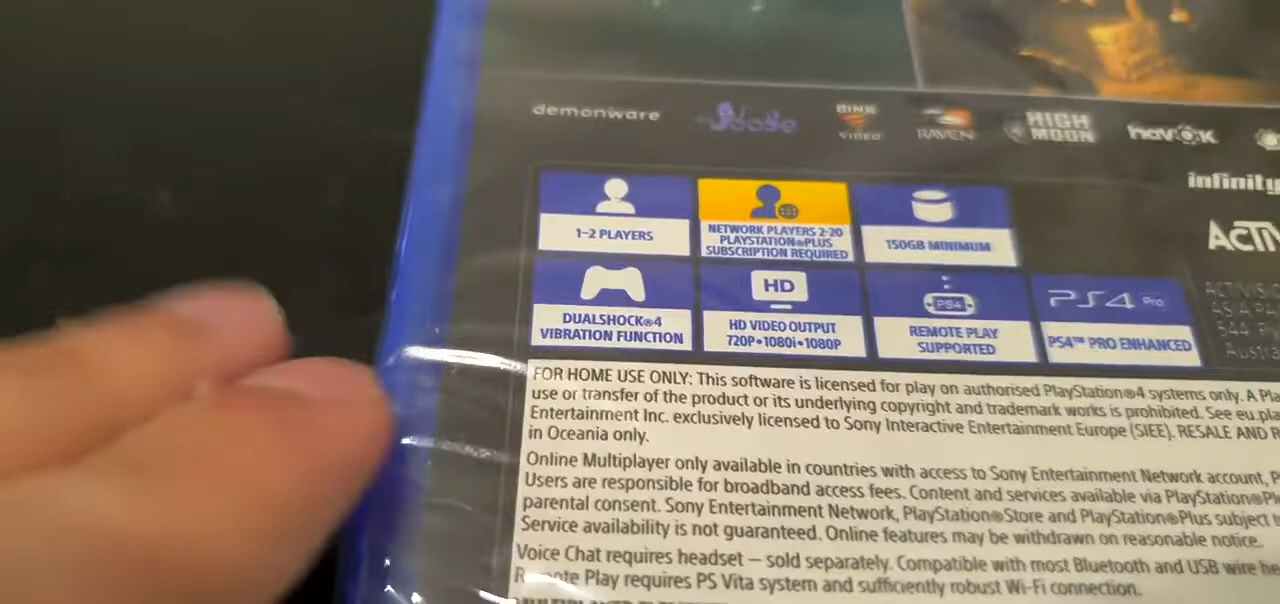 demonware
BINK
VIDEO
RAVEN
HIGH
MOON
havok
infinity
1-2 PLAYERS
NETWORK PLAYERS 2-20
PLAYSTATION®PLUS
SUBSCRIPTION REQUIRED
150GB MINIMUM
DUALSHOCK®4
VIBRATION FUNCTION
HD
HD VIDEO OUTPUT
720P•1080i•1080P
PS4
REMOTE PLAY
SUPPORTED
PS4 Pro
PS4™ PRO ENHANCED
FOR HOME USE ONLY: This software is licensed for play on authorised PlayStation®4 systems only. A
use or transfer of the product or its underlying copyright and trademark works is prohibited. See
Entertainment Inc. exclusively licensed to Sony Interactive Entertainment Europe (SIEE). RESALE AND
in Oceania only.
Online Multiplayer only available in countries with access to Sony Entertainment Network account,
Users are responsible for broadband access fees. Content and services available via
parental consent. Sony Entertainment Network, PlayStation®Store and PlayStation®Plus subject
Service availability is not guaranteed. Online features may be withdrawn on reasonable notice.
Voice Chat requires headset – sold separately. Compatible with most Bluetooth and USB wire
Remote Play requires PS Vita system and sufficiently robust Wi-Fi connection.